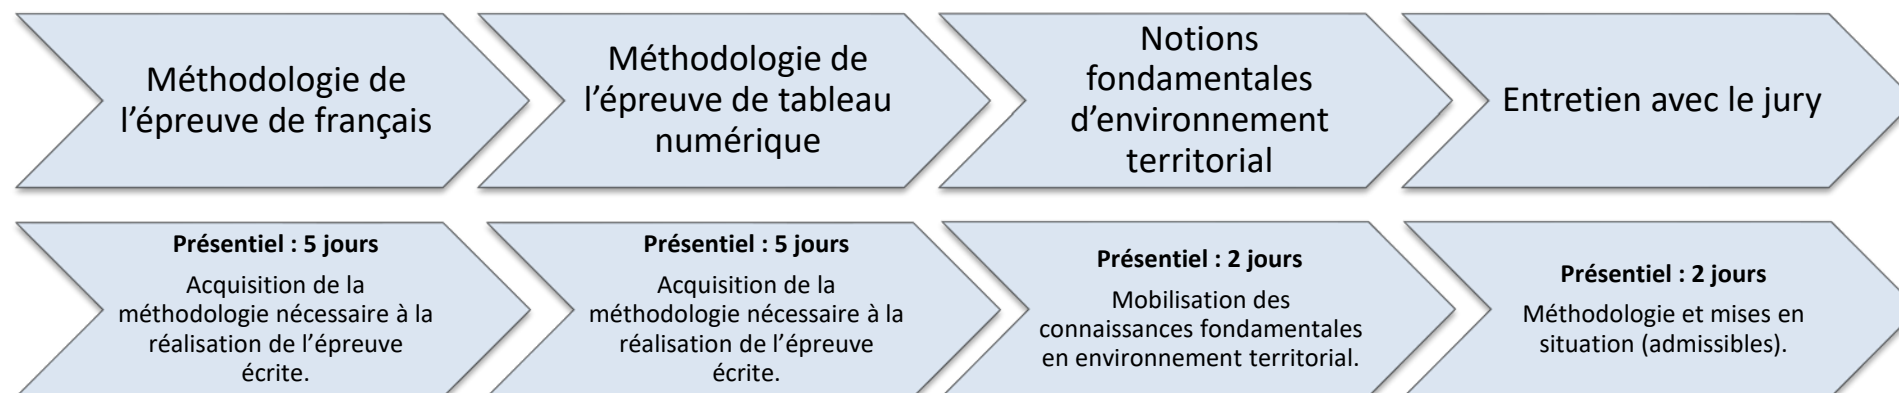 Méthodologie de
l’épreuve de français
Méthodologie de
l’épreuve de tableau
numérique
Notions
fondamentales
d’environnement
territorial
Entretien avec le jury
Présentiel : 5 jours
Acquisition de la
méthodologie nécessaire à la
réalisation de l’épreuve
écrite.
Présentiel : 5 jours
Acquisition de la
méthodologie nécessaire à la
réalisation de l’épreuve
écrite.
Présentiel : 2 jours
Mobilisation des
connaissances fondamentales
en environnement territorial.
Présentiel : 2 jours
Méthodologie et mises en
situation (admissibles).